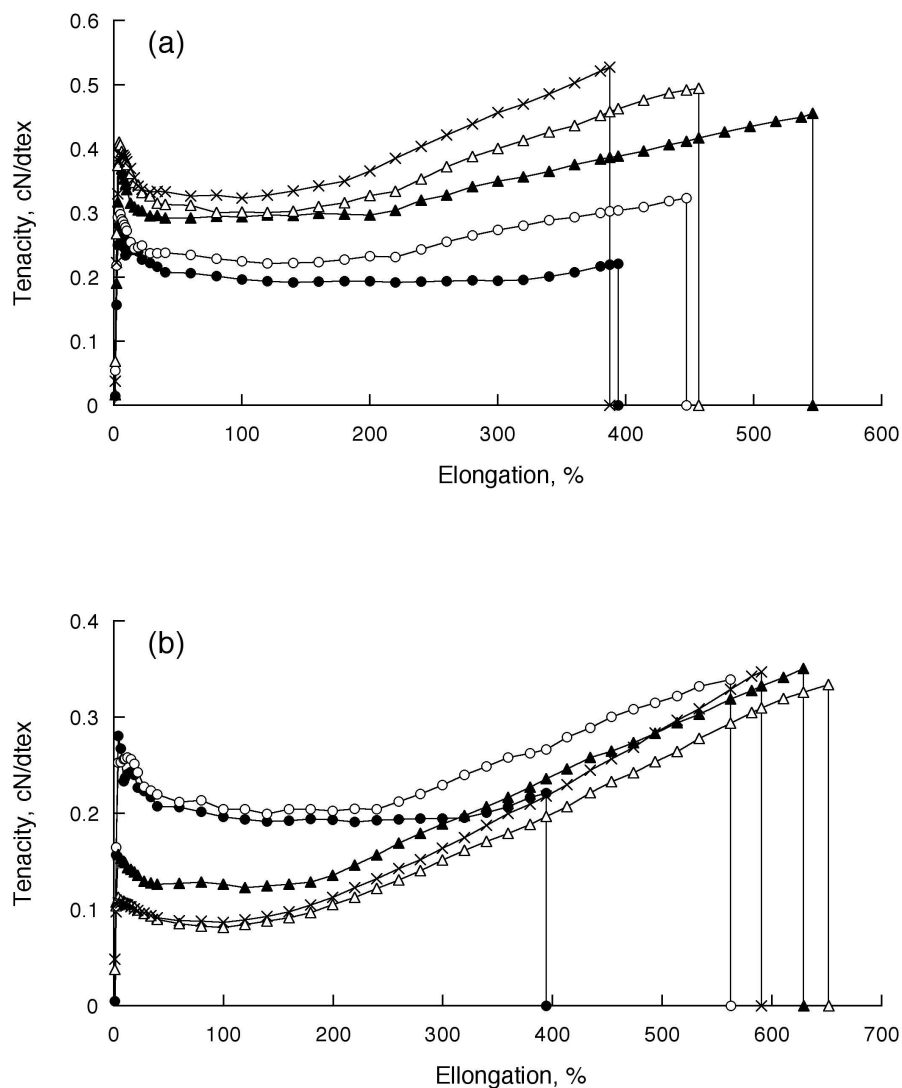 (a)
Tenacity, cN/dtex
0.6
0.5
0.4
0.3
0.2
0.1
0
0 100 200 300 400 500 600
Elongation, %
(b)
Tenacity, cN/dtex
0.4
0.3
0.2
0.1
0
0 100 200 300 400 500 600 700
Ellongation, %